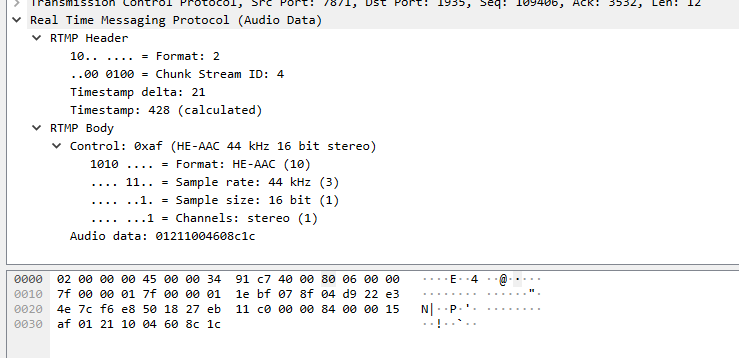 Transmission Control Protocol, Src Port: 7871, Dst Port: 1935, Seq: 109406, Ack: 3532, Len: 12
Real Time Messaging Protocol (Audio Data)
RTMP Header
10.. .... = Format: 2
..00 0100 = Chunk Stream ID: 4
Timestamp delta: 21
Timestamp: 428 (calculated)
RTMP Body
Control: 0xaf (HE-AAC 44 kHz 16 bit stereo)
1010 .... = Format: HE-AAC (10)
.... 11.. = Sample rate: 44 kHz (3)
.... ..1. = Sample size: 16 bit (1)
.... ...1 = Channels: stereo (1)
Audio data: 01211004608c1c
0000 02 00 00 00 45 00 00 34 91 c7 40 00 80 06 00 00 ····E··4 ··@·····
0010 7f 00 00 01 7f 00 00 01 1e bf 07 8f 04 d9 22 e3 ········ ······"·
0020 4e 7c f6 e8 50 18 27 eb 11 c0 00 00 84 00 00 15 N|··P·'· ········
0030 af 01 21 10 04 60 8c 1c ··!··`··